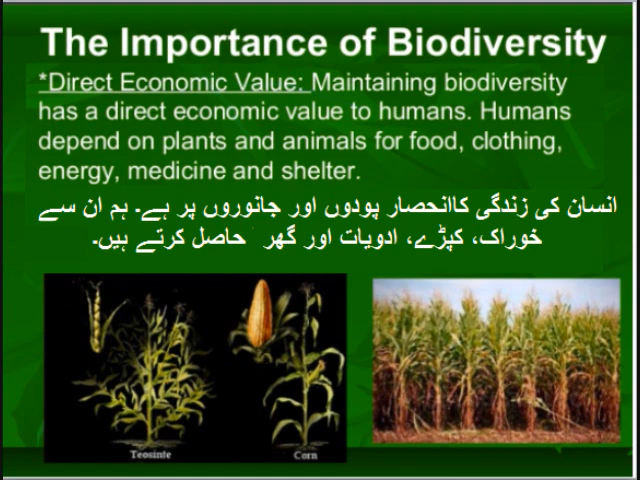 The Importance of Biodiversity
*Direct Economic Value: Maintaining biodiversity
has a direct economic value to humans. Humans
depend on plants and animals for food, clothing,
energy, medicine and shelter.
انسان کی زندگی کاانحصار پودوں اور جانوروں پر ہے۔ ہم ان سے
خوراک، کپڑے، ادویات اور گھر حاصل کرتے ہیں۔
Teosinte
Corn